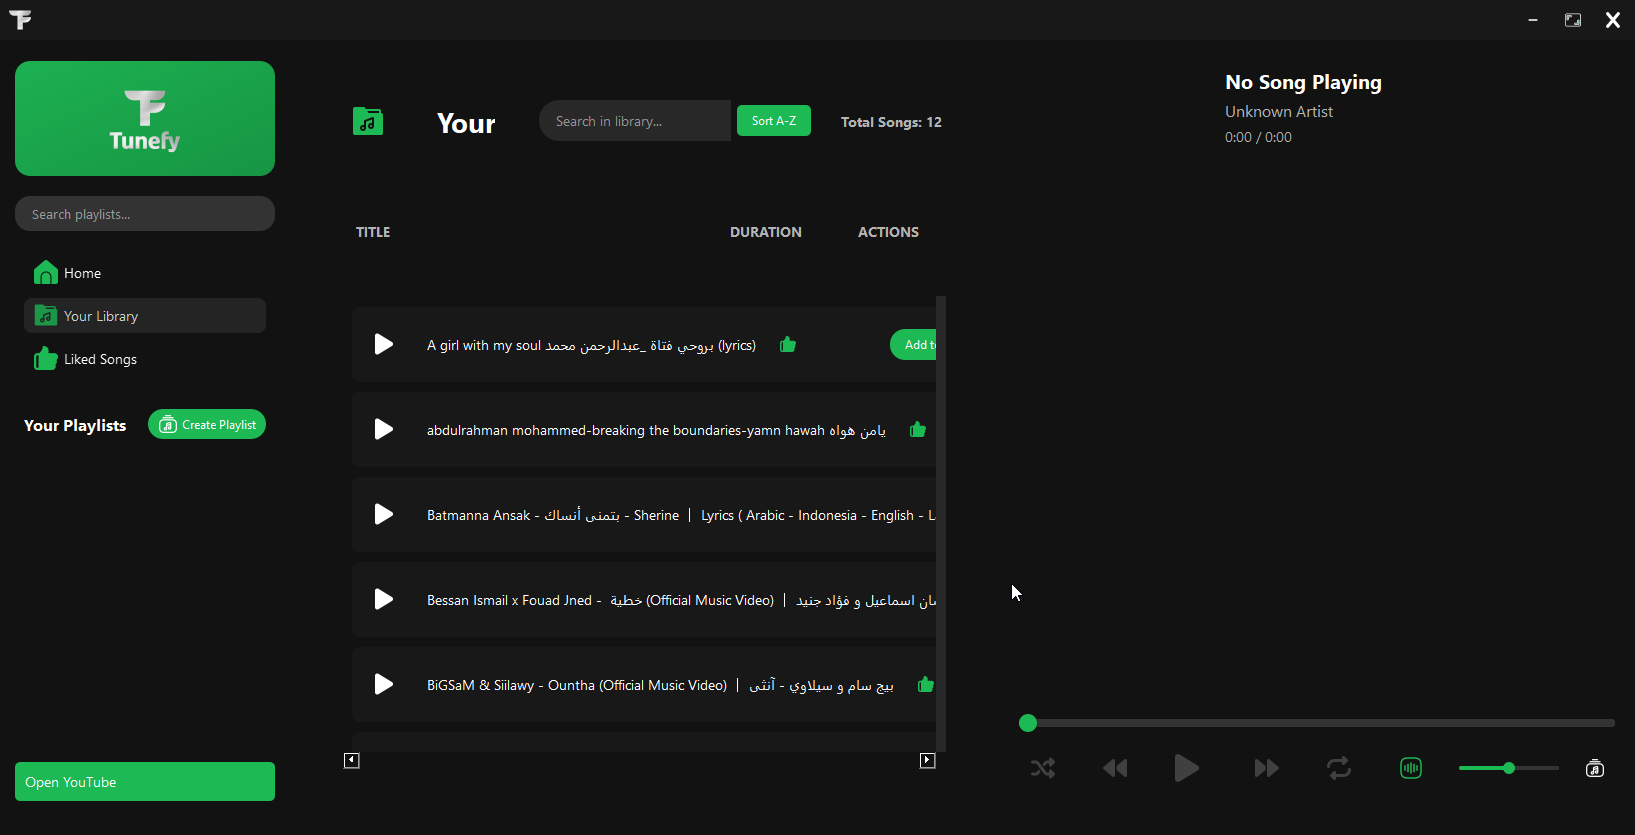 Tunefy
Search playlists...
Home
Your Library
Liked Songs
Your Playlists
Create Playlist
Open YouTube
Your
Search in library...
Sort A-Z
Total Songs: 12
TITLE
DURATION
ACTIONS
A girl with my soul بروحي فتاة _عبدالرحمن محمد (lyrics)
Add to
abdulrahman mohammed-breaking the boundaries-yamn hawah يامن هواه
Batmanna Ansak - بتمنى أنساك - Sherine | Lyrics ( Arabic - Indonesia - English -
Bessan Ismail x Fouad Jned - خطية (Official Music Video) | اسماعيل و فؤاد جنيد
BiGSaM & Siilawy - Ountha (Official Music Video) | بيج سام و سيلاوي - آنثى
No Song Playing
Unknown Artist
0:00 / 0:00